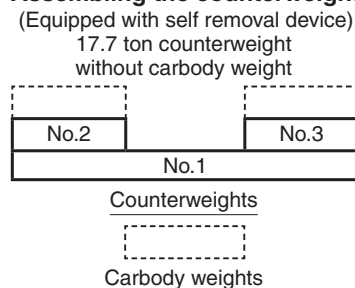 Assembling the counterweight
(Equipped with self removal device)
17.7 ton counterweight
without carbody weight
No.2 No.3
No.1
Counterweights
Carbody weights